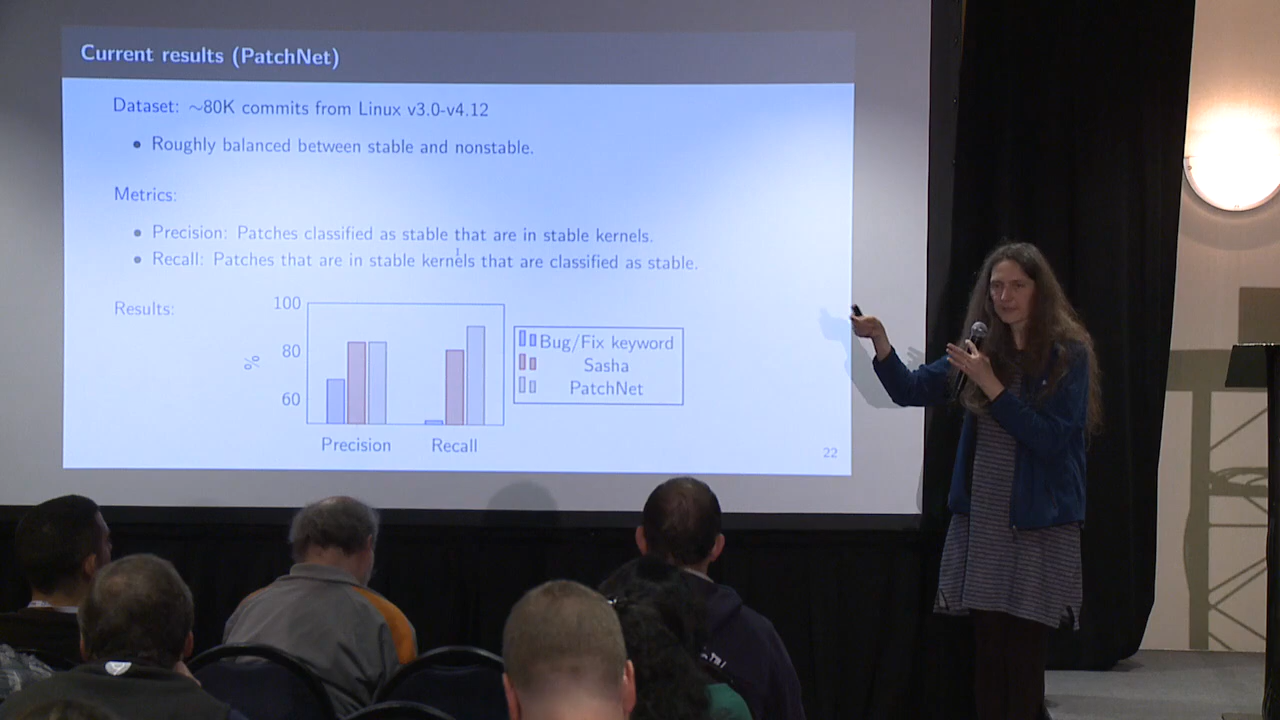 Current results (PatchNet)
Dataset: ~80K commits from Linux v3.0-v4.12
• Roughly balanced between stable and nonstable.
Metrics:
• Precision: Patches classified as stable that are in stable kernels.
• Recall: Patches that are in stable kernels that are classified as stable.
Results:
%
100
80
60
Precision Recall
Bug/Fix keyword
Sasha
PatchNet
22